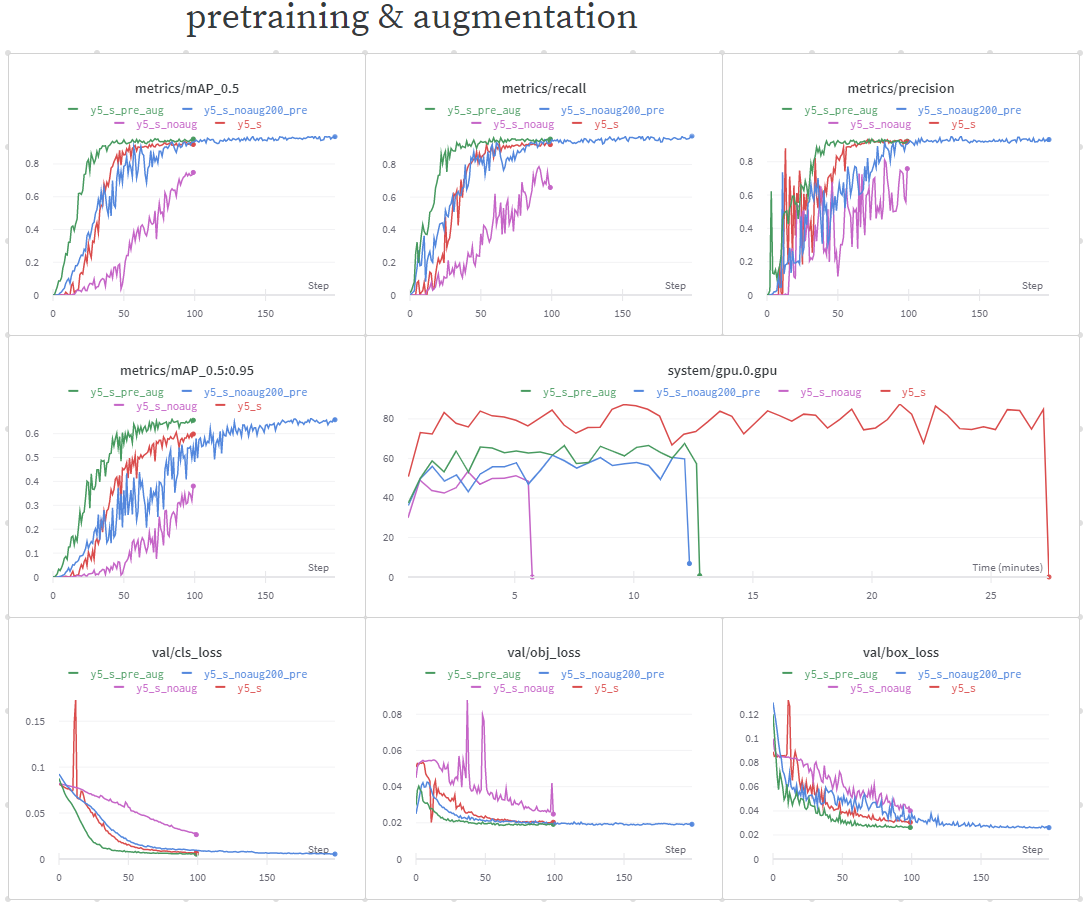 pretraining & augmentation
metrics/mAP_0.5
y5_s_pre_aug y5_s_noaug200_pre
y5_s_noaug y5_s
0.8
0.6
0.4
0.2
0
Step
0 50 100 150
metrics/recall
y5_s_pre_aug y5_s_noaug200_pre
y5_s_noaug y5_s
0.8
0.6
0.4
0.2
0
Step
0 50 100 150
metrics/precision
y5_s_pre_aug y5_s_noaug200_pre
y5_s_noaug y5_s
0.8
0.6
0.4
0.2
0
Step
0 50 100 150
metrics/mAP_0.5:0.95
y5_s_pre_aug y5_s_noaug200_pre
y5_s_noaug y5_s
0.6
0.5
0.4
0.3
0.2
0.1
0
Step
0 50 100 150
system/gpu.0.gpu
y5_s_pre_aug y5_s_noaug200_pre y5_s_noaug y5_s
80
60
40
20
0
Time (minutes)
5 10 15 20 25
val/cls_loss
y5_s_pre_aug y5_s_noaug200_pre
y5_s_noaug y5_s
0.15
0.1
0.05
0
Step
0 50 100 150
val/obj_loss
y5_s_pre_aug y5_s_noaug200_pre
y5_s_noaug y5_s
0.08
0.06
0.04
0.02
0
Step
0 50 100 150
val/box_loss
y5_s_pre_aug y5_s_noaug200_pre
y5_s_noaug y5_s
0.12
0.1
0.08
0.06
0.04
0.02
0
Step
0 50 100 150